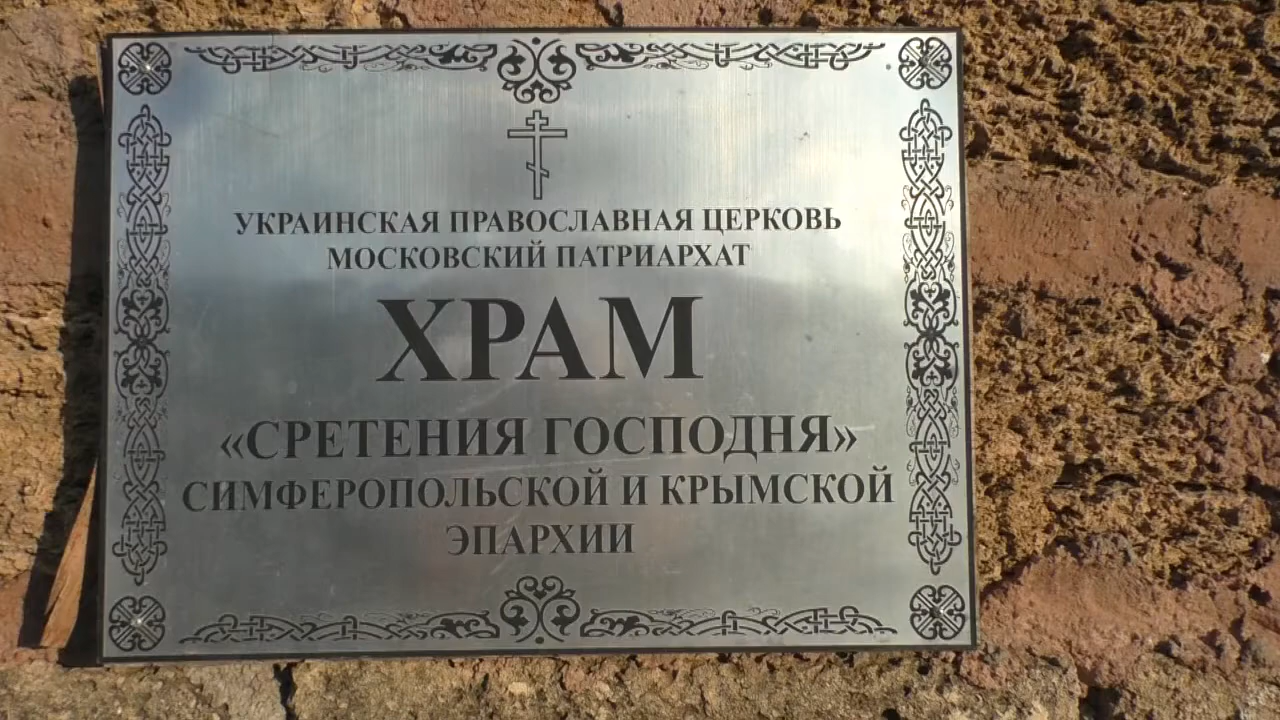 УКРАИНСКАЯ ПРАВОСЛАВНАЯ ЦЕРКОВЬ
МОСКОВСКИЙ ПАТРИАРХАТ
ХРАМ
«СРЕТЕНИЯ ГОСПОДНЯ»
СИМФЕРОПОЛЬСКОЙ И КРЫМСКОЙ
ЭПАРХИИ